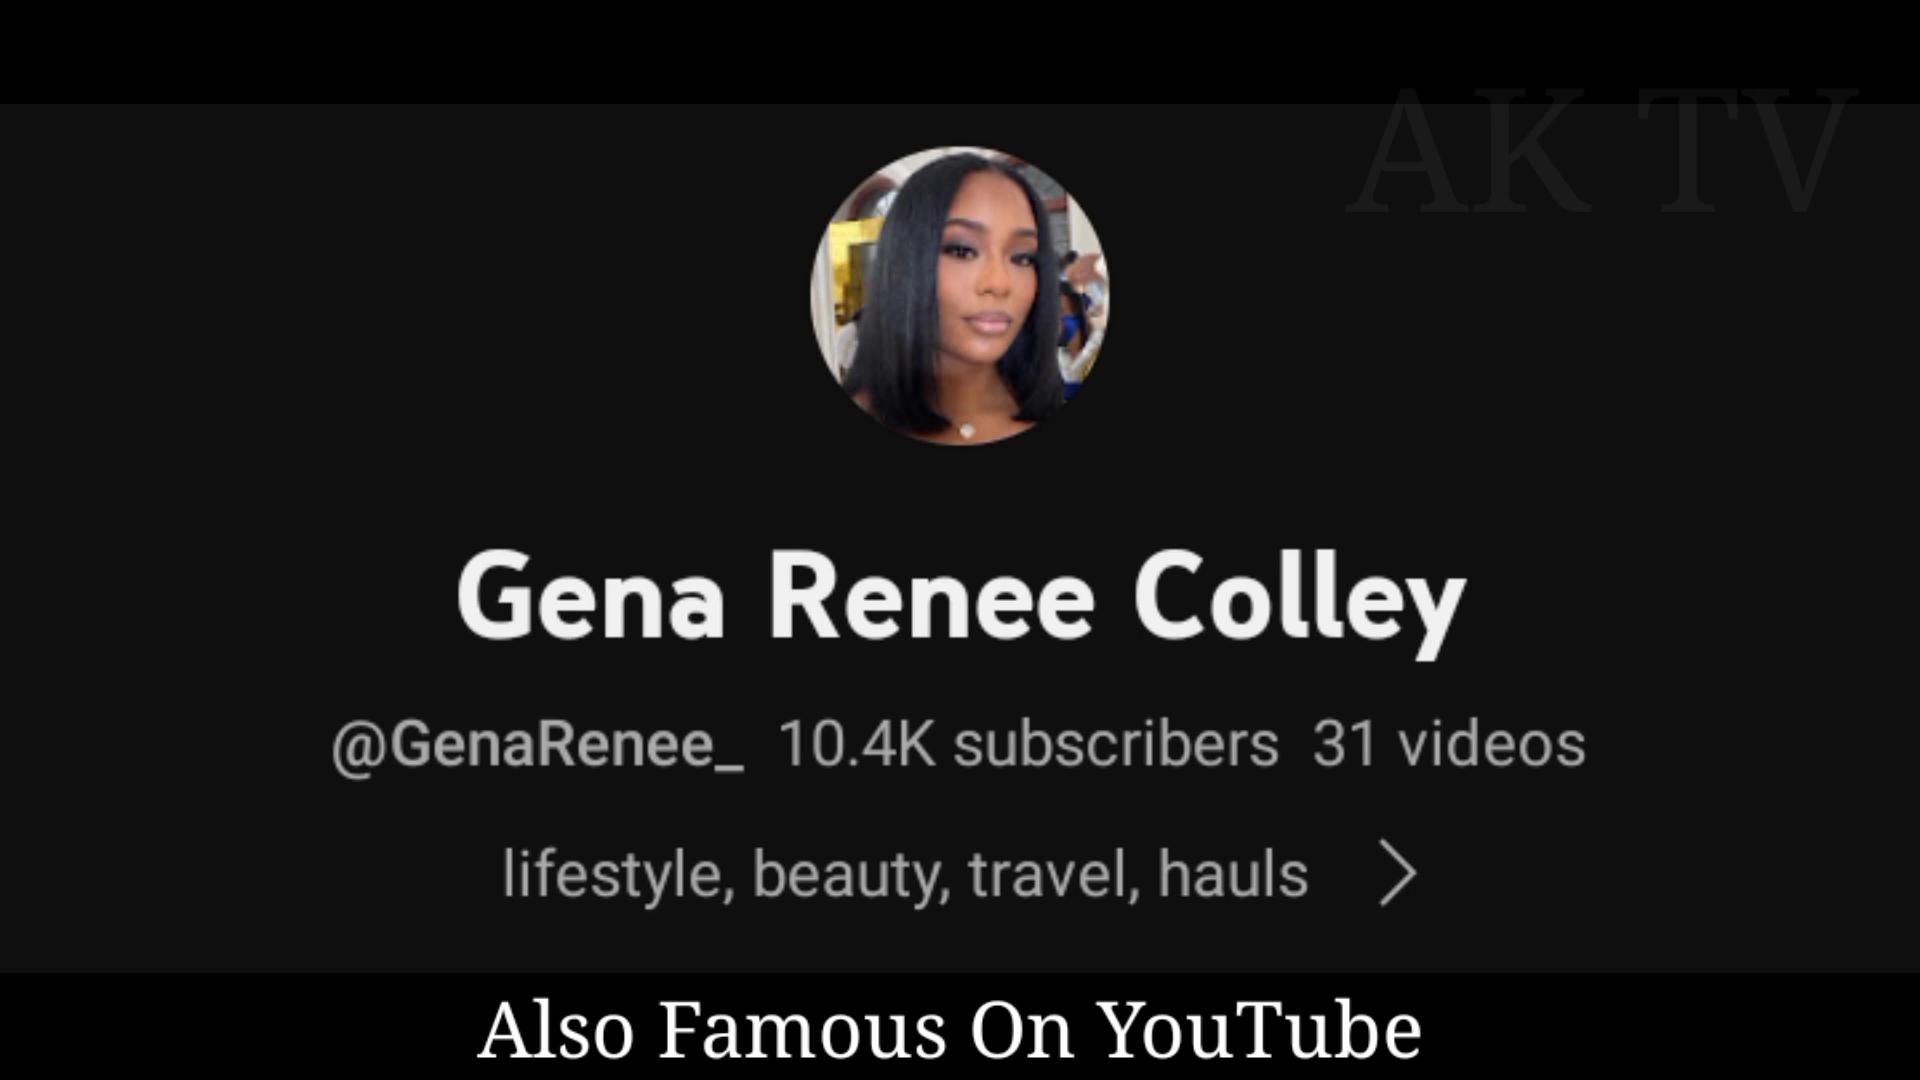 AK TV
Gena Renee Colley
@GenaRenee_ 10.4K subscribers 31 videos
lifestyle, beauty, travel, hauls
Also Famous On YouTube